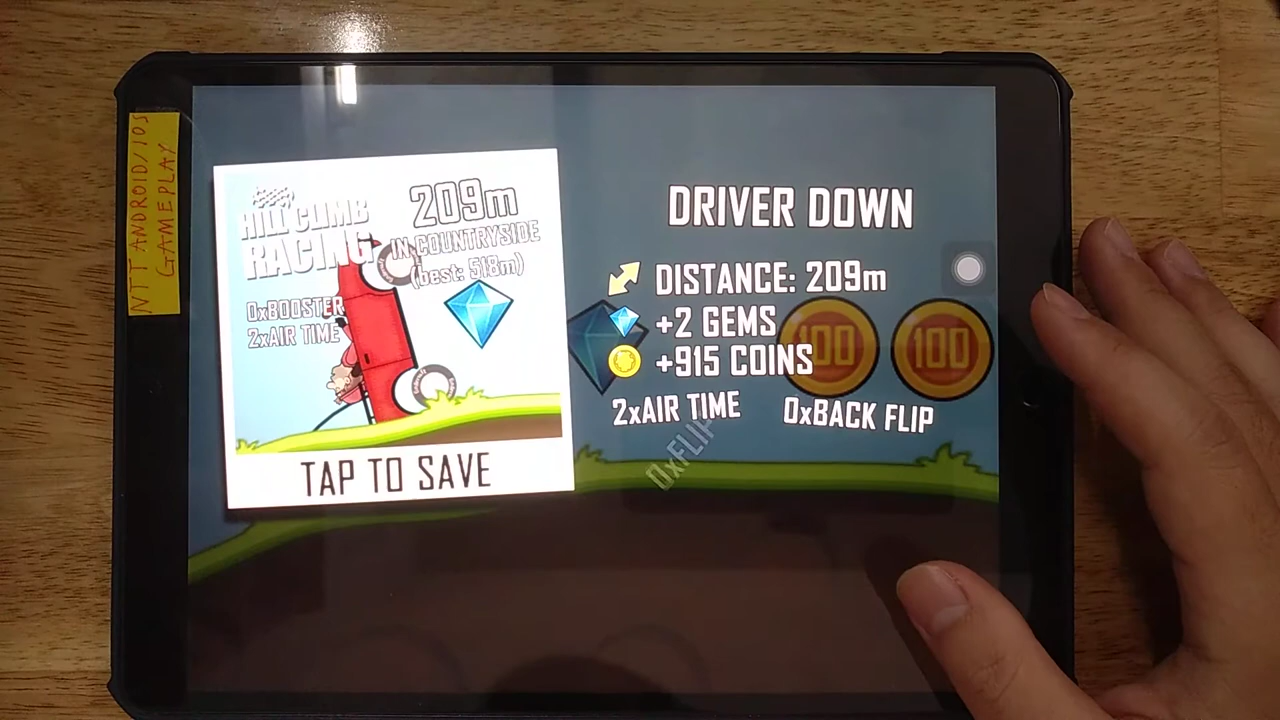 NTT ANDROID/IOS
GAMEPLAY
HILL CLIMB
RACING
209m
IN COUNTRYSIDE
(best: 518m)
0xBOOSTER
2xAIR TIME
TAP TO SAVE
DRIVER DOWN
DISTANCE: 209m
+2 GEMS
+915 COINS
2xAIR TIME
0xBACK FLIP
0xFLIP
100
100